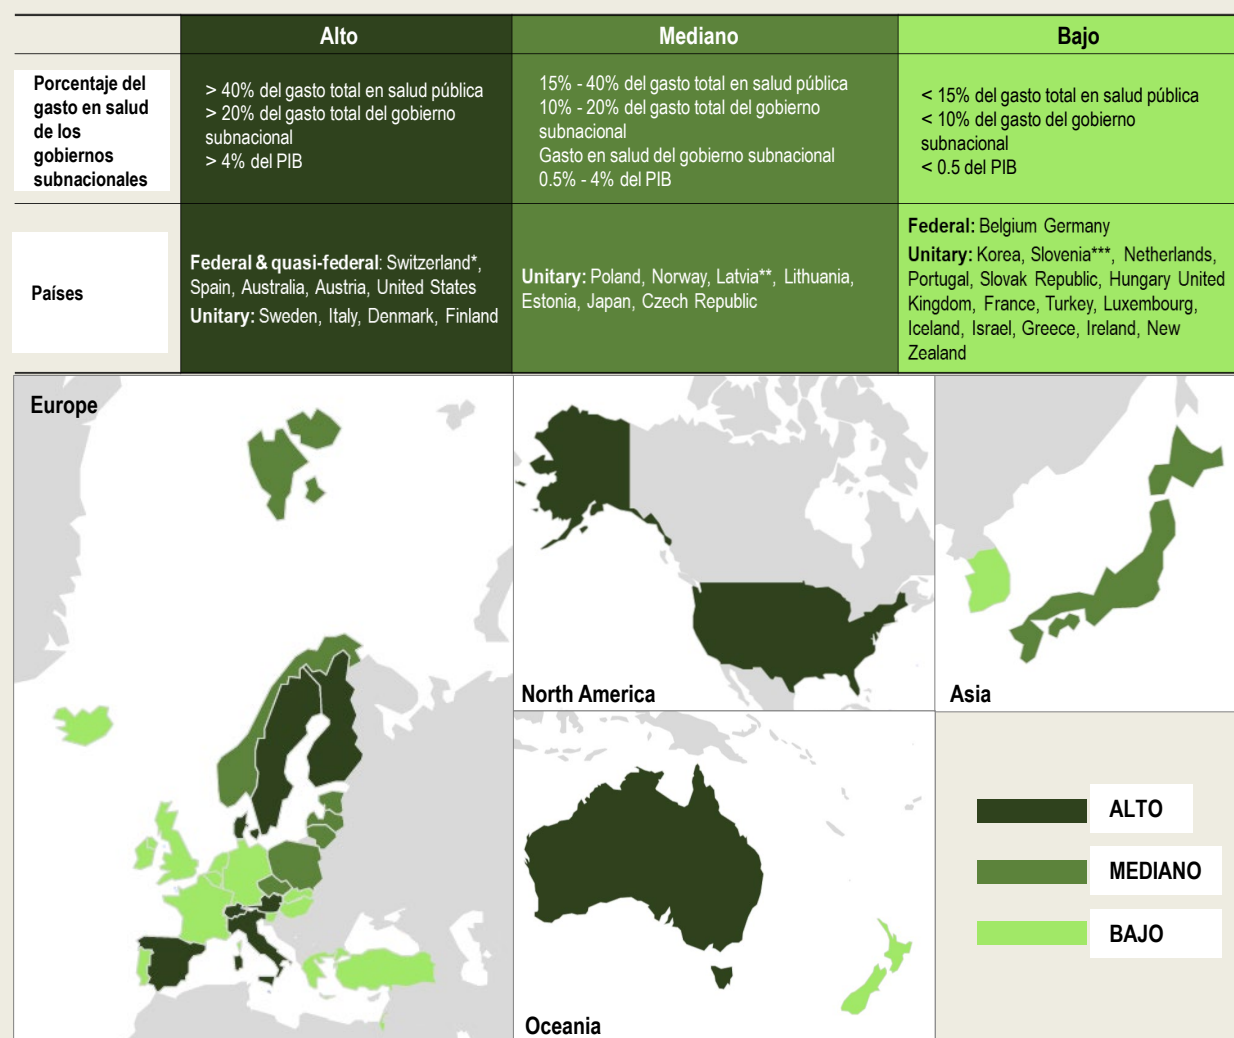 Alto
Mediano
Bajo
Porcentaje del
gasto en salud
de los
gobiernos
subnacionales
> 40% del gasto total en salud pública
> 20% del gasto total del gobierno
subnacional
> 4% del PIB
15% - 40% del gasto total en salud pública
10% - 20% del gasto total del gobierno
subnacional
Gasto en salud del gobierno subnacional
0.5% - 4% del PIB
< 15% del gasto total en salud pública
< 10% del gasto del gobierno
subnacional
< 0.5 del PIB
Países
Federal & quasi-federal: Switzerland*,
Spain, Australia, Austria, United States
Unitary: Sweden, Italy, Denmark, Finland
Unitary: Poland, Norway, Latvia**, Lithuania,
Estonia, Japan, Czech Republic
Federal: Belgium Germany
Unitary: Korea, Slovenia***, Netherlands,
Portugal, Slovak Republic, Hungary United
Kingdom, France, Turkey, Luxembourg,
Iceland, Israel, Greece, Ireland, New
Zealand
Europe
North America
Asia
Oceania
ALTO
MEDIANO
BAJO